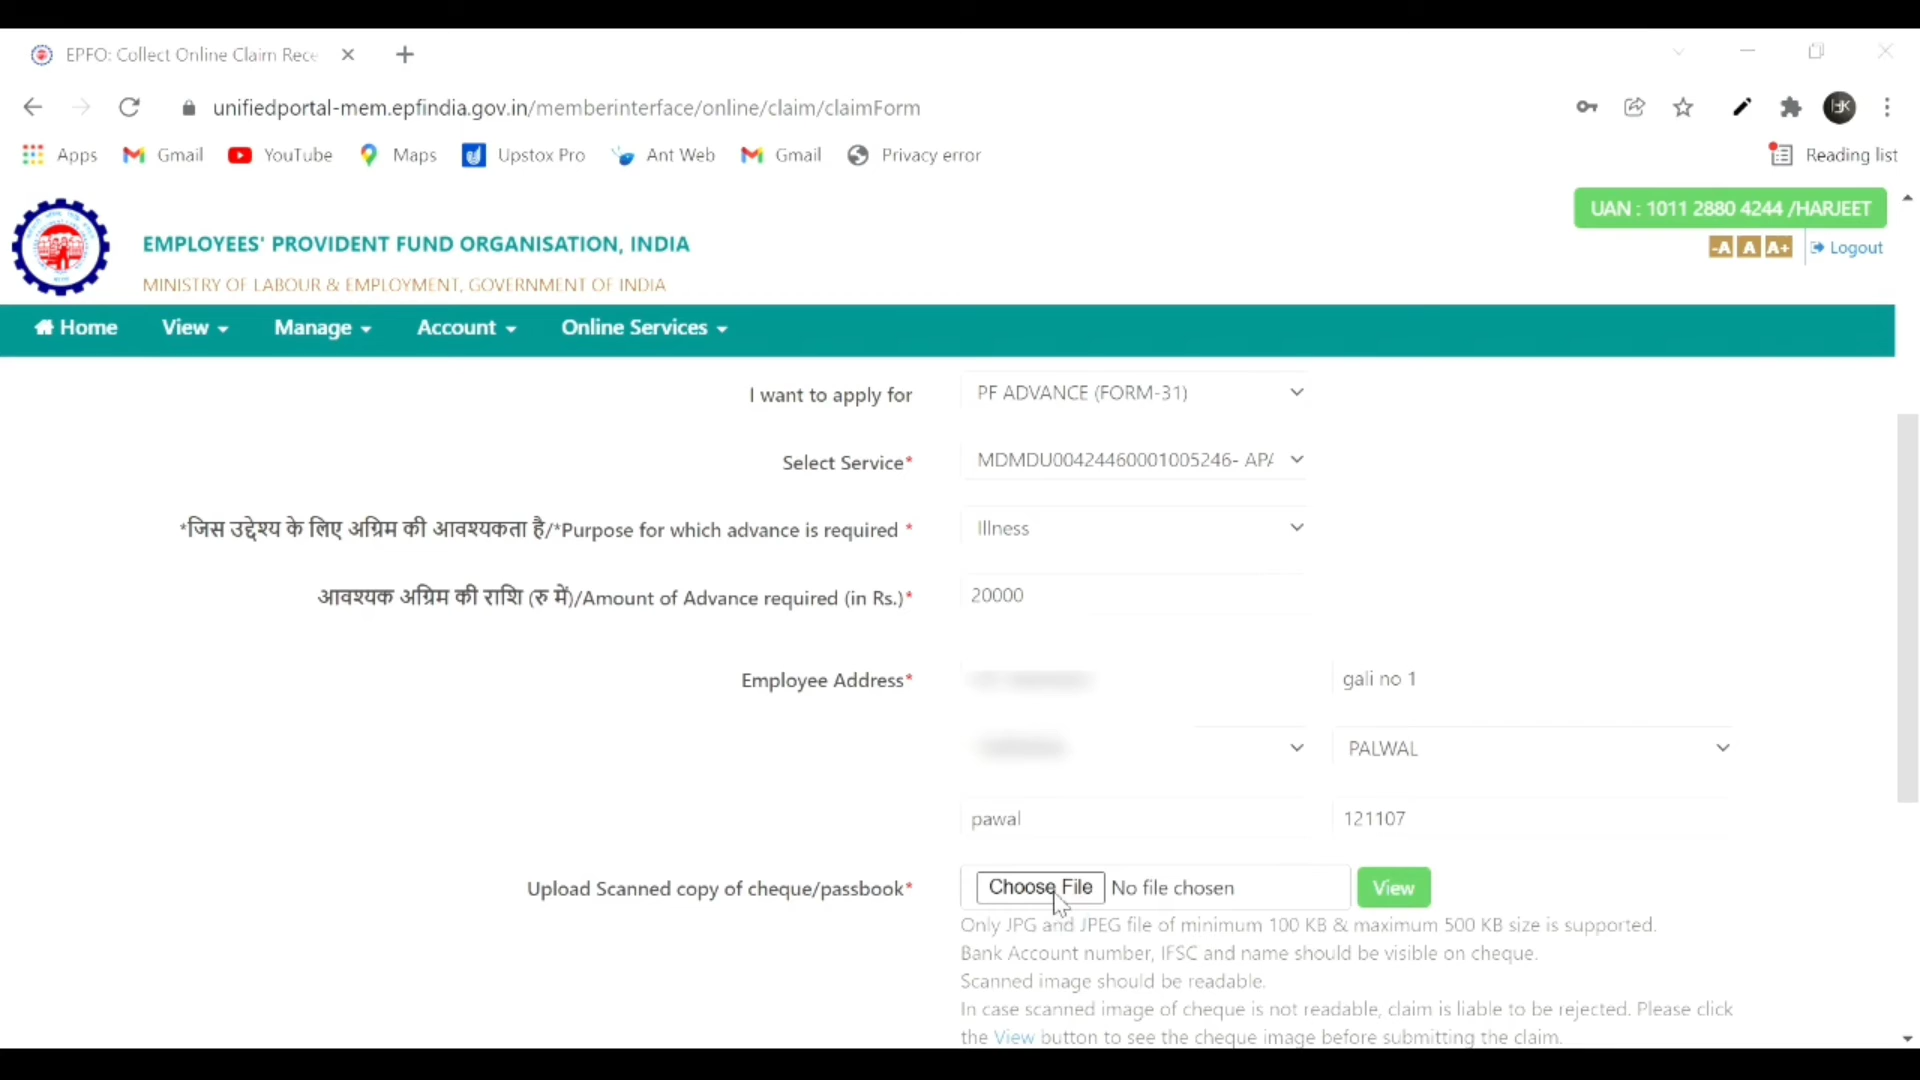 EPFO: Collect Online Claim Rece
unifiedportal-mem.epfindia.gov.in/memberinterface/online/claim/claimForm
Apps Gmail YouTube Maps Upstox Pro Ant Web Gmail Privacy error Reading list
UAN : 1011 2880 4244 /HARJEET
EMPLOYEES' PROVIDENT FUND ORGANISATION, INDIA
-A A A+ Logout
MINISTRY OF LABOUR & EMPLOYMENT, GOVERNMENT OF INDIA
Home View Manage Account Online Services
I want to apply for PF ADVANCE (FORM-31)
Select Service* MDMDU00424460001005246- APA
*जिस उद्देश्य के लिए अग्रिम की आवश्यकता है/*Purpose for which advance is required * Illness
आवश्यक अग्रिम की राशि (रु में)/Amount of Advance required (in Rs.)* 20000
Employee Address* gali no 1
PALWAL
pawal 121107
Upload Scanned copy of cheque/passbook* Choose File No file chosen View
Only JPG and JPEG file of minimum 100 KB & maximum 500 KB size is supported.
Bank Account number, IFSC and name should be visible on cheque.
Scanned image should be readable.
In case scanned image of cheque is not readable, claim is liable to be rejected. Please click
the View button to see the cheque image before submitting the claim.